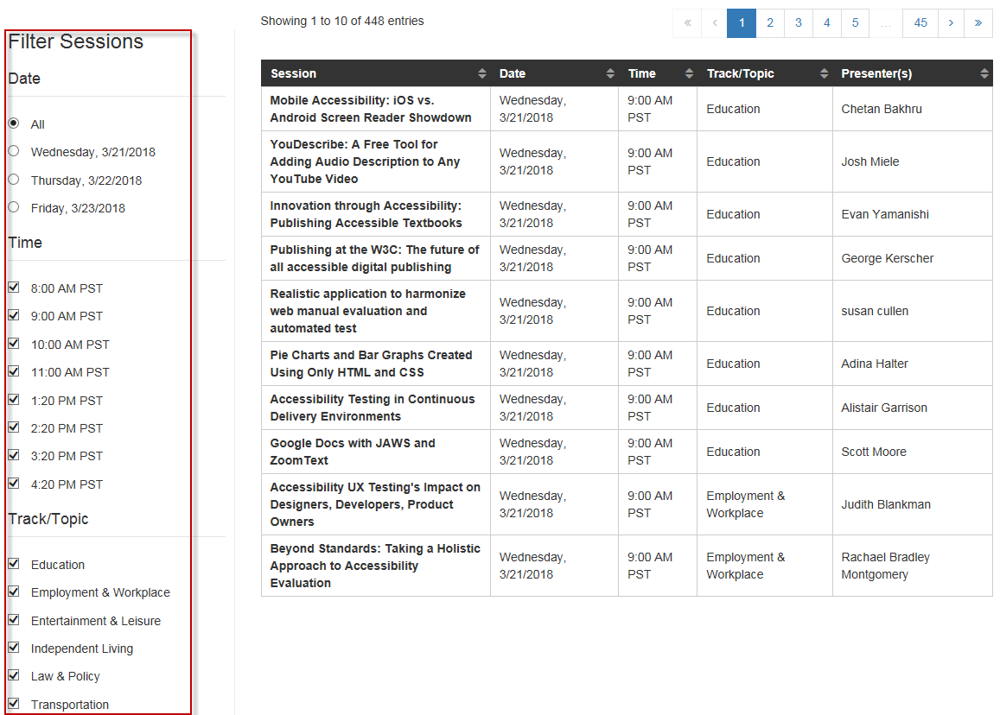 Filter Sessions
Date
All
Wednesday, 3/21/2018
Thursday, 3/22/2018
Friday, 3/23/2018
Time
8:00 AM PST
9:00 AM PST
10:00 AM PST
11:00 AM PST
1:20 PM PST
2:20 PM PST
3:20 PM PST
4:20 PM PST
Track/Topic
Education
Employment & Workplace
Entertainment & Leisure
Independent Living
Law & Policy
Transportation
Showing 1 to 10 of 448 entries
« ‹ 1 2 3 4 5 ... 45 › »
Session Date Time Track/Topic Presenter(s)
Mobile Accessibility: iOS vs. Wednesday, 9:00 AM
Android Screen Reader Showdown 3/21/2018 PST Education Chetan Bakhru
YouDescribe: A Free Tool for
Adding Audio Description to Any Wednesday, 9:00 AM Education Josh Miele
YouTube Video 3/21/2018 PST
Innovation through Accessibility: Wednesday, 9:00 AM
Publishing Accessible Textbooks 3/21/2018 PST Education Evan Yamanishi
Publishing at the W3C: The future of Wednesday, 9:00 AM
all accessible digital publishing 3/21/2018 PST Education George Kerscher
Realistic application to harmonize
web manual evaluation and Wednesday, 9:00 AM Education susan cullen
automated test 3/21/2018 PST
Pie Charts and Bar Graphs Created Wednesday, 9:00 AM
Using Only HTML and CSS 3/21/2018 PST Education Adina Halter
Accessibility Testing in Continuous Wednesday, 9:00 AM
Delivery Environments 3/21/2018 PST Education Alistair Garrison
Google Docs with JAWS and Wednesday, 9:00 AM
ZoomText 3/21/2018 PST Education Scott Moore
Accessibility UX Testing's Impact on
Designers, Developers, Product Wednesday, 9:00 AM Employment & Judith Blankman
Owners 3/21/2018 PST Workplace
Beyond Standards: Taking a Holistic
Approach to Accessibility Wednesday, 9:00 AM Employment & Rachael Bradley
Evaluation 3/21/2018 PST Workplace Montgomery